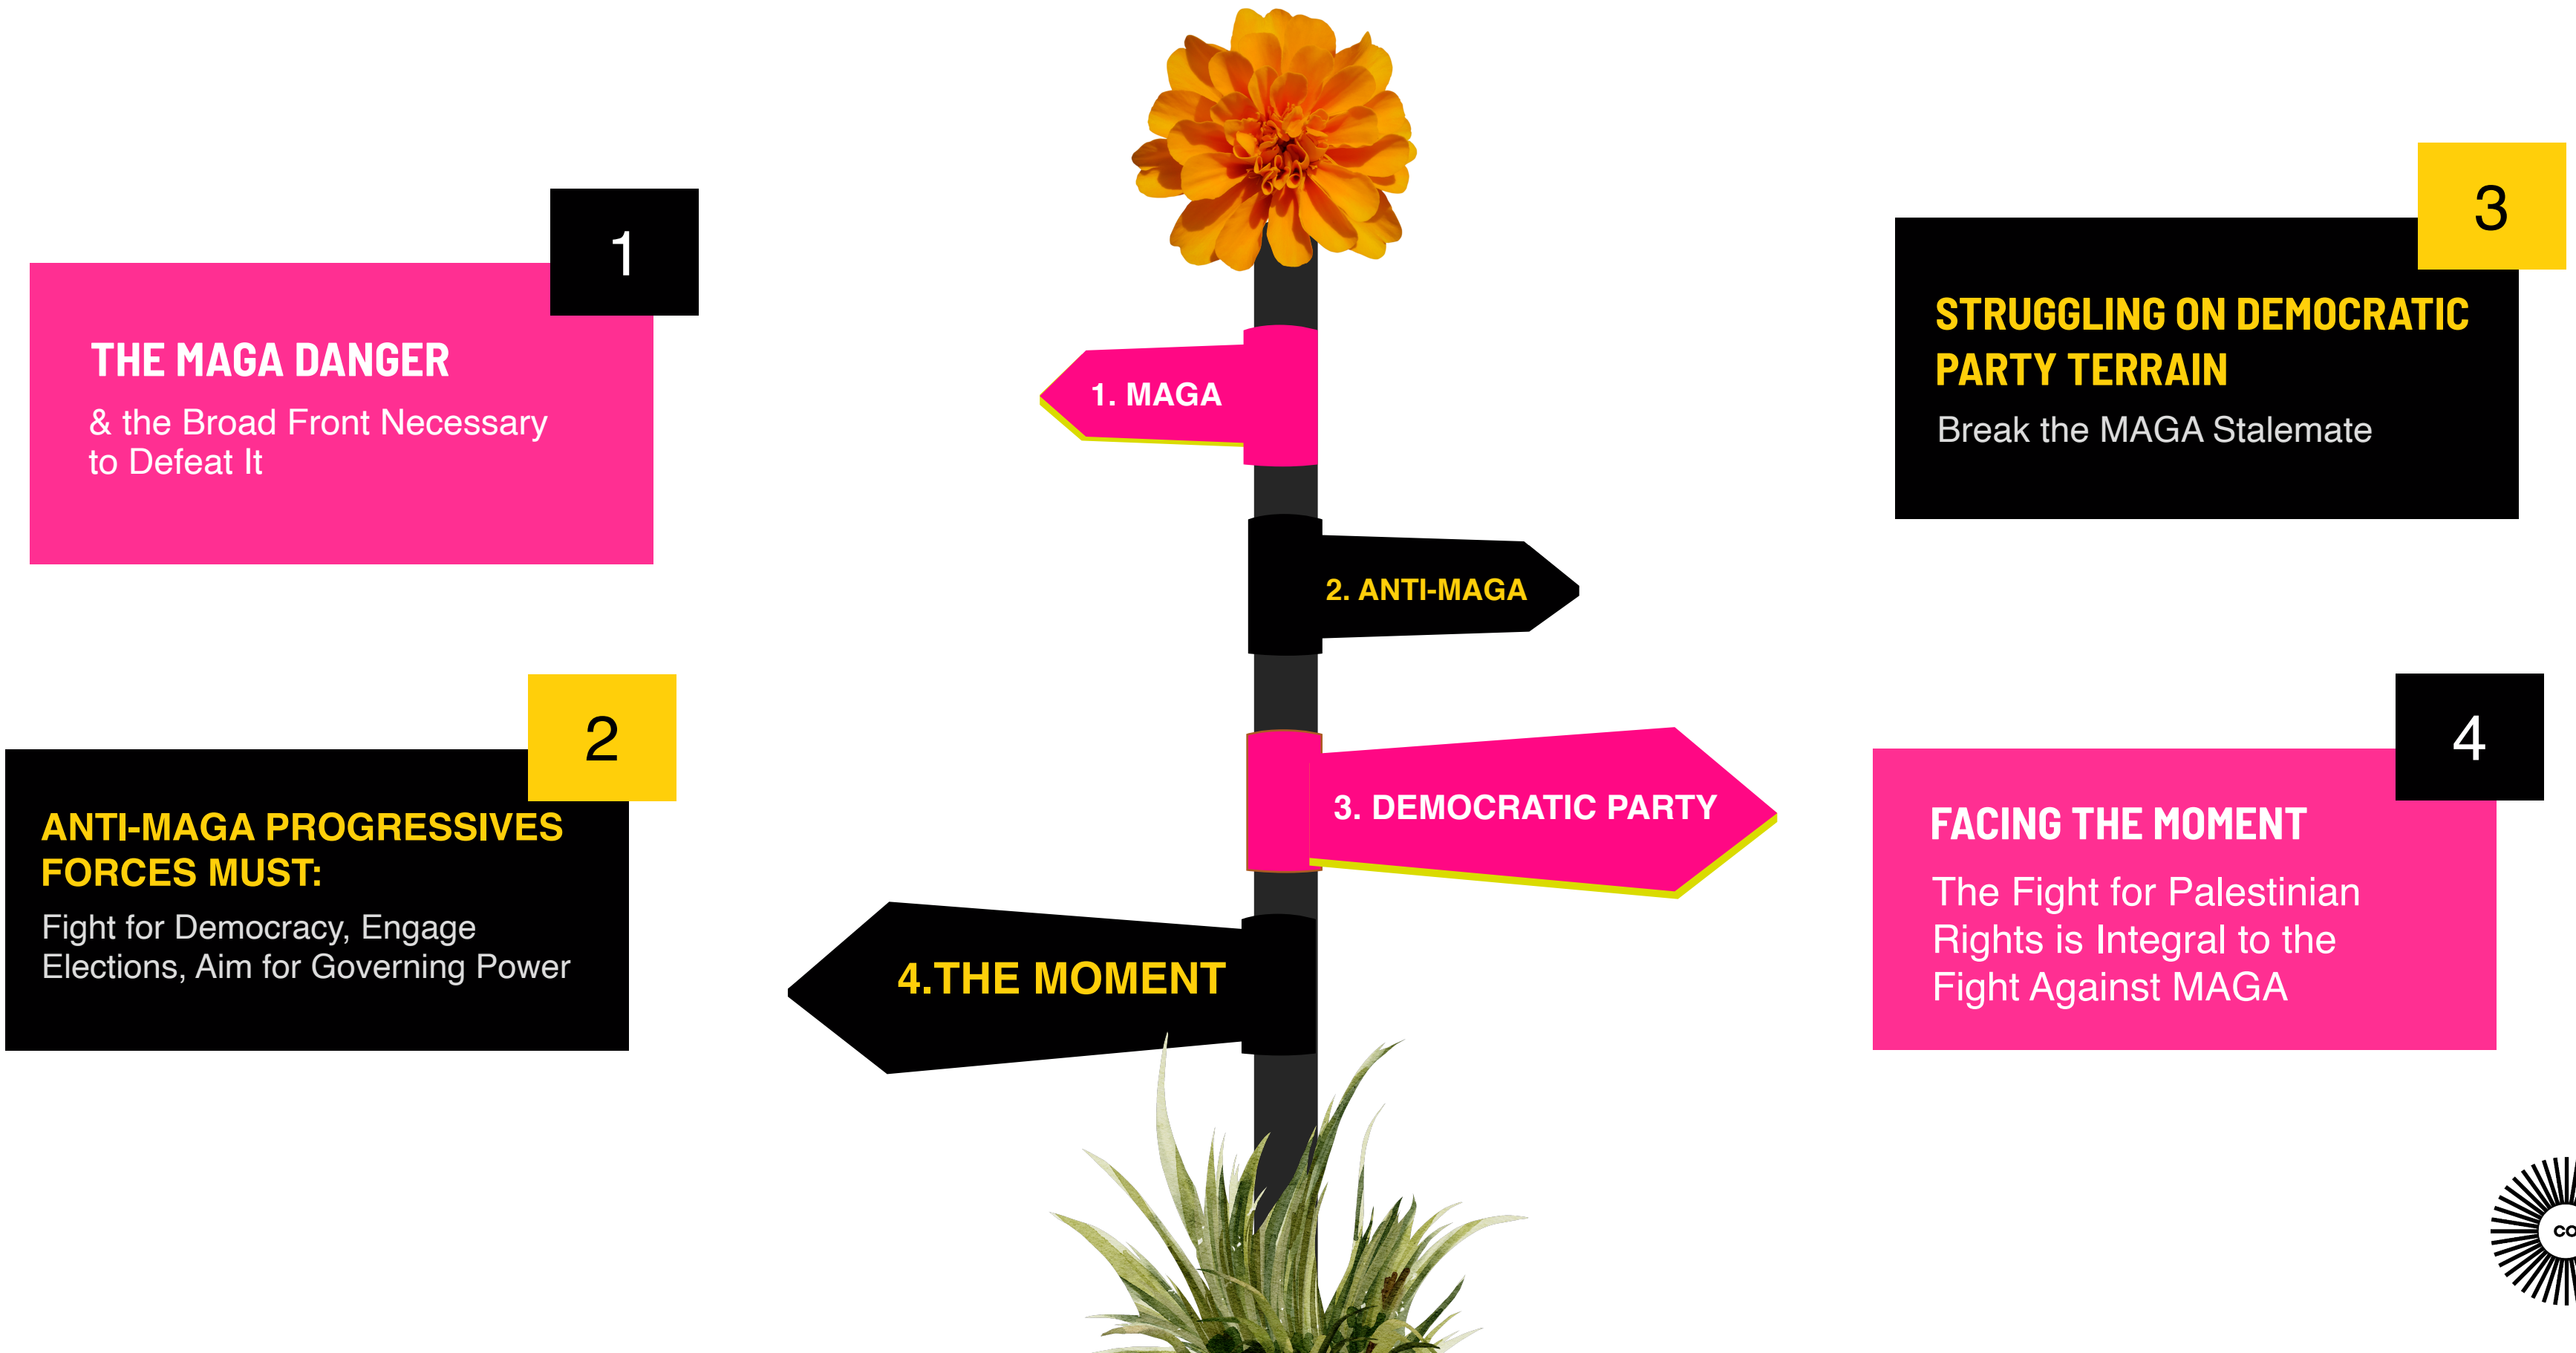 1
THE MAGA DANGER
& the Broad Front Necessary
to Defeat It
2
ANTI-MAGA PROGRESSIVES
FORCES MUST:
Fight for Democracy, Engage
Elections, Aim for Governing Power
1. MAGA
2. ANTI-MAGA
3. DEMOCRATIC PARTY
4.THE MOMENT
3
STRUGGLING ON DEMOCRATIC
PARTY TERRAIN
Break the MAGA Stalemate
4
FACING THE MOMENT
The Fight for Palestinian
Rights is Integral to the
Fight Against MAGA